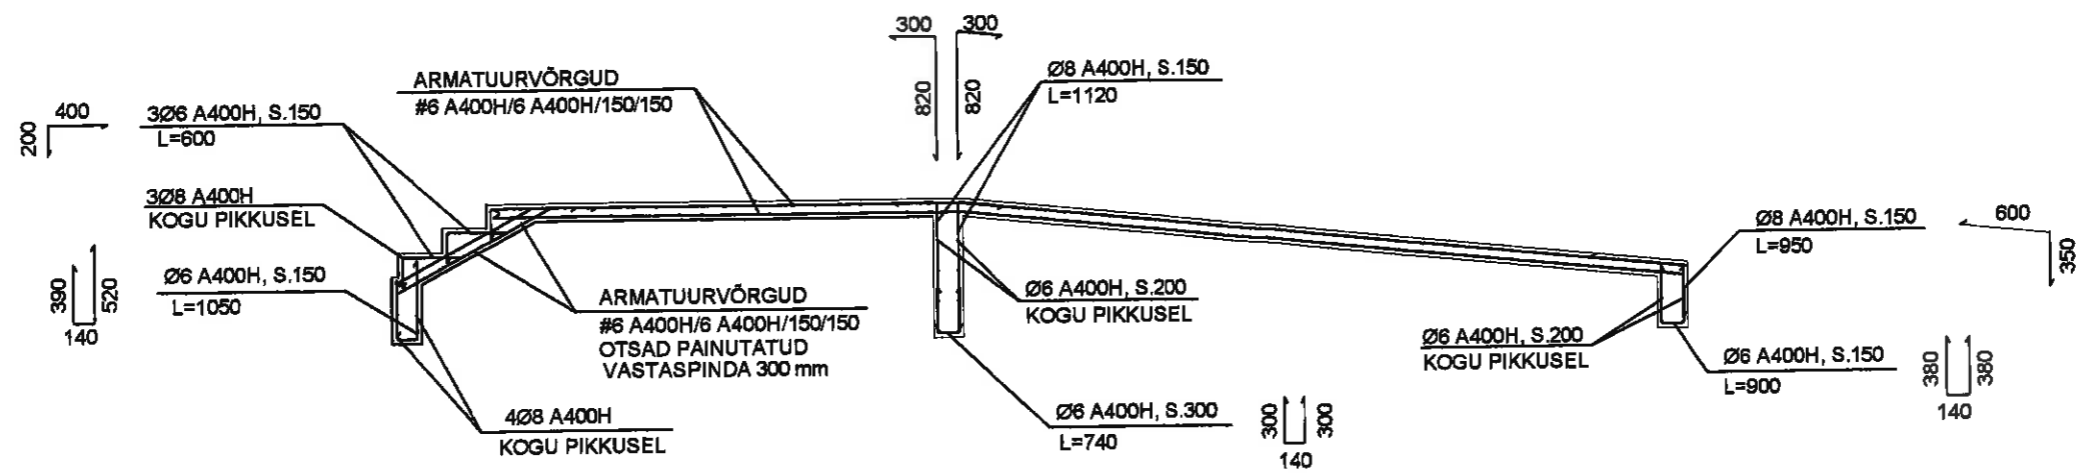 300
300
820
820
ARMATUURVÕRGUD
#6 A400H/6 A400H/150/150
Ø8 A400H, S.150
L=1120
400
200
3Ø6 A400H, S.150
L=600
3Ø8 A400H
KOGU PIKKUSEL
Ø8 A400H, S.150
L=950
600
350
390
520
140
Ø6 A400H, S.150
L=1050
ARMATUURVÕRGUD
#6 A400H/6 A400H/150/150
OTSAD PAINUTATUD
VASTASPINDA 300 mm
Ø6 A400H, S.200
KOGU PIKKUSEL
Ø6 A400H, S.200
KOGU PIKKUSEL
Ø6 A400H, S.150
L=900
380
380
140
4Ø8 A400H
KOGU PIKKUSEL
Ø6 A400H, S.300
L=740
300
300
140